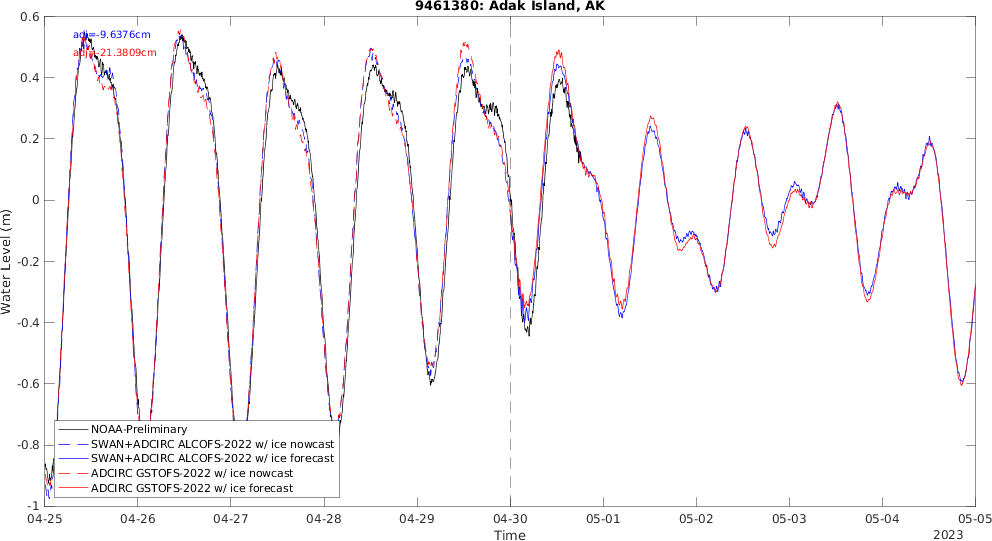 9461380: Adak Island, AK
adj=-9.6376cm
adj=-21.3809cm
Water Level (m)
0.6
0.4
0.2
0
-0.2
-0.4
-0.6
-0.8
-1
NOAA-Preliminary
SWAN+ADCIRC ALCOFS-2022 w/ ice nowcast
SWAN+ADCIRC ALCOFS-2022 w/ ice forecast
ADCIRC GSTOFS-2022 w/ ice nowcast
ADCIRC GSTOFS-2022 w/ ice forecast
04-25 04-26 04-27 04-28 04-29 04-30 05-01 05-02 05-03 05-04 05-05
Time
2023